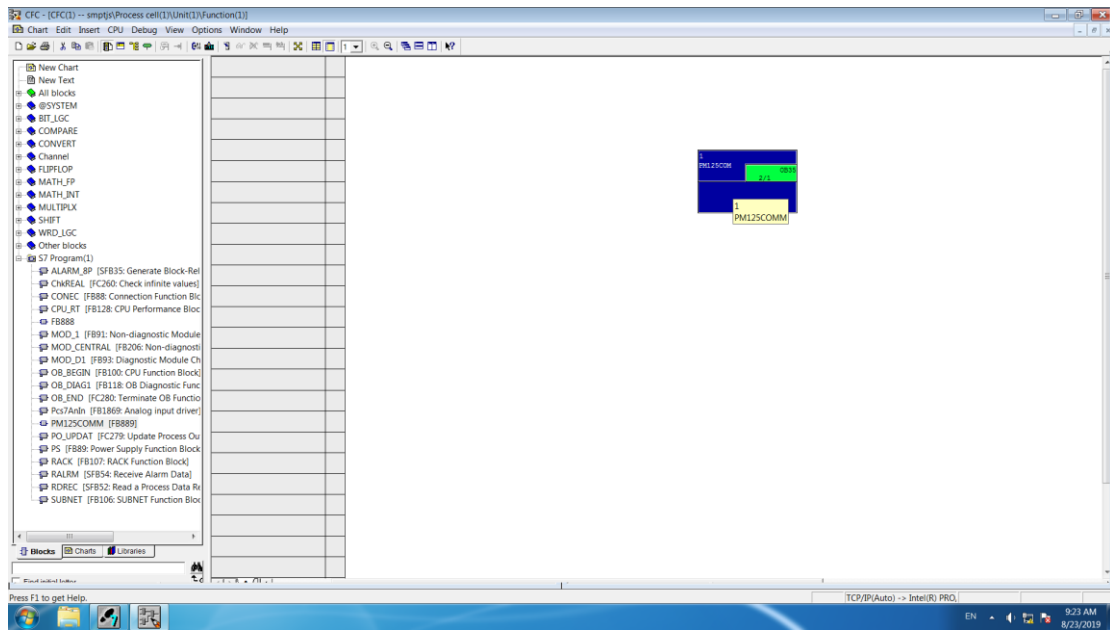 CFC - [CFC(1) -- smptjs\Process cell(1)\Unit(1)\Function(1)]
Chart Edit Insert CPU Debug View Options Window Help
1
New Chart
New Text
All blocks
@SYSTEM
BIT_LGC
COMPARE
CONVERT
Channel
FLIPFLOP
MATH_FP
MATH_INT
MULTIPLX
SHIFT
WRD_LGC
Other blocks
S7 Program(1)
ALARM_8P [SFB35: Generate Block-Rel
ChkREAL [FC260: Check infinite values]
CONEC [FB88: Connection Function Blc
CPU_RT [FB128: CPU Performance Bloc
FB888
MOD_1 [FB91: Non-diagnostic Module
MOD_CENTRAL [FB206: Non-diagnosti
MOD_D1 [FB93: Diagnostic Module Ch
OB_BEGIN [FB100: CPU Function Block]
OB_DIAG1 [FB118: OB Diagnostic Func
OB_END [FC280: Terminate OB Functio
Pcs7AnIn [FB1869: Analog input driver]
PM125COMM [FB889]
PO_UPDAT [FC279: Update Process Ou
PS [FB89: Power Supply Function Block
RACK [FB107: RACK Function Block]
RALRM [SFB54: Receive Alarm Data]
RDREC [SFB52: Read a Process Data Re
SUBNET [FB106: SUBNET Function Bloc
Blocks Charts Libraries
Find initial letter
1
PM125COM
OB35
2/1
1
PM125COMM
Press F1 to get Help.
TCP/IP(Auto) -> Intel(R) PRO,
EN
9:23 AM
8/23/2019